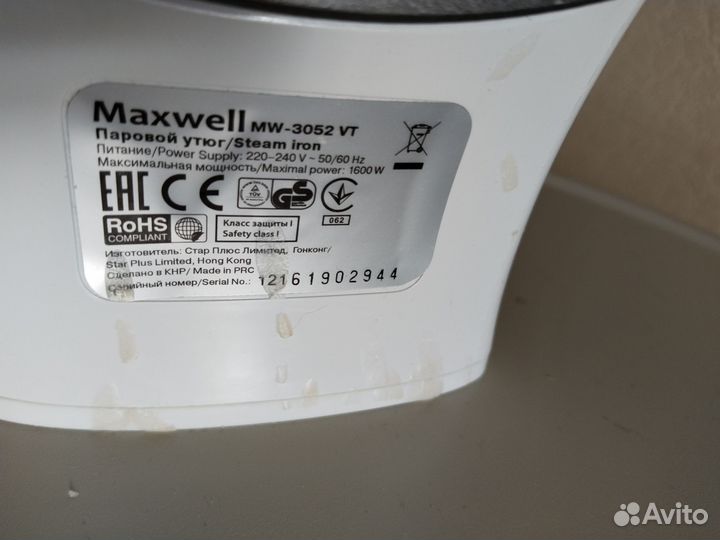 Maxwell MW-3052 VT
Паровой утюг/Steam iron
Питание/Power Supply: 220-240 V ~ 50/60 Hz
Максимальная мощность/Maximal power: 1600 W
EAC CE TÜV GS
062
RoHS
COMPLIANT
Класс защиты I
Safety class I
Изготовитель: Стар Плюс Лимитед, Гонконг/
Star Plus Limited, Hong Kong
Сделано в КНР/ Made in PRC
Серийный номер/Serial No.: 12161902944
Avito